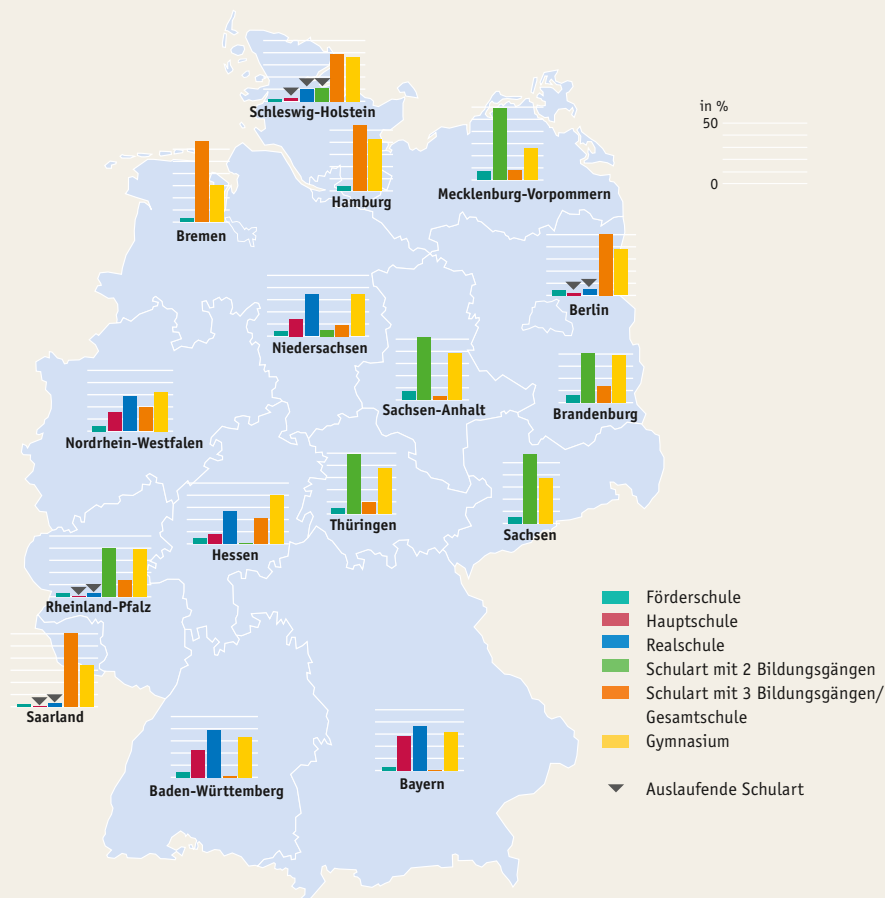 Schleswig-Holstein
in %
50
0
Hamburg
Mecklenburg-Vorpommern
Bremen
Berlin
Niedersachsen
Sachsen-Anhalt
Brandenburg
Nordrhein-Westfalen
Thüringen
Sachsen
Hessen
Rheinland-Pfalz
Saarland
Baden-Württemberg
Bayern
Förderschule
Hauptschule
Realschule
Schulart mit 2 Bildungsgängen
Schulart mit 3 Bildungsgängen/
Gesamtschule
Gymnasium
Auslaufende Schulart